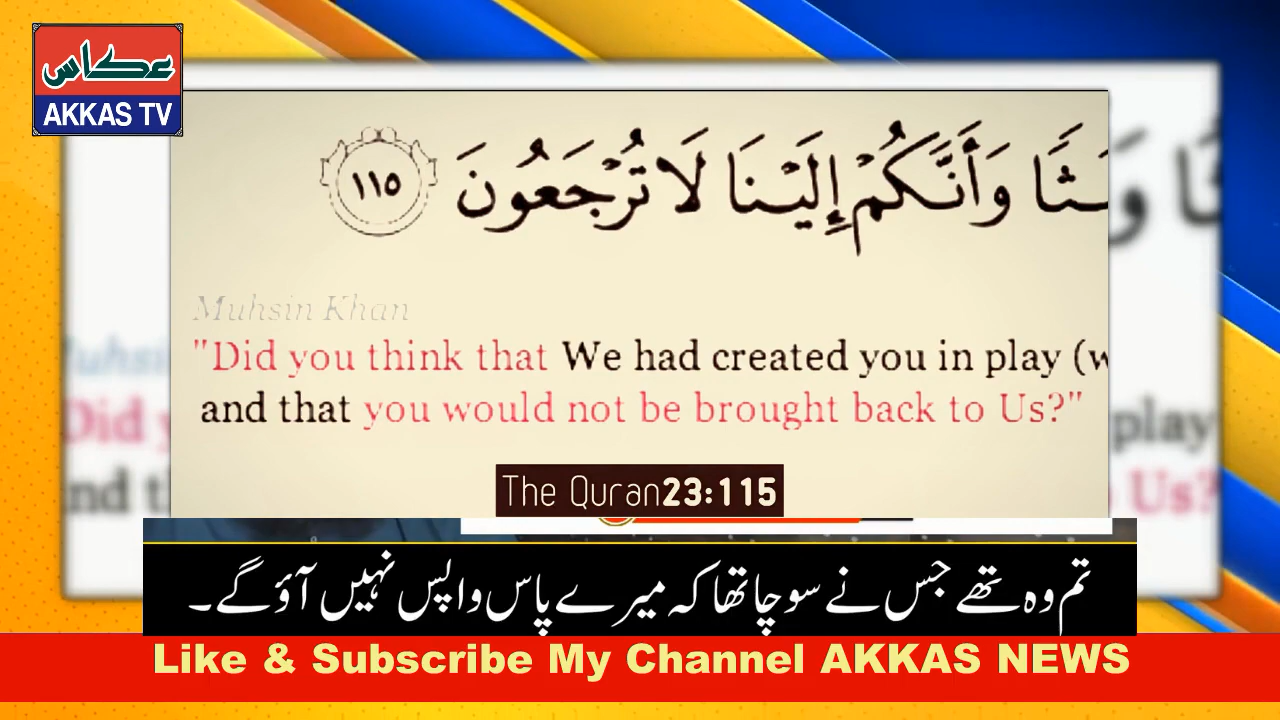 عکاس
AKKAS TV
ثًا وَأَنَّكُمْ إِلَيْنَا لَا تُرْجَعُونَ ١١٥
Muhsin Khan
"Did you think that We had created you in play (w
and that you would not be brought back to Us?"
The Quran 23:115
تم وہ تھے جس نے سوچا تھا کہ میرے پاس واپس نہیں آؤ گے۔
Like & Subscribe My Channel AKKAS NEWS